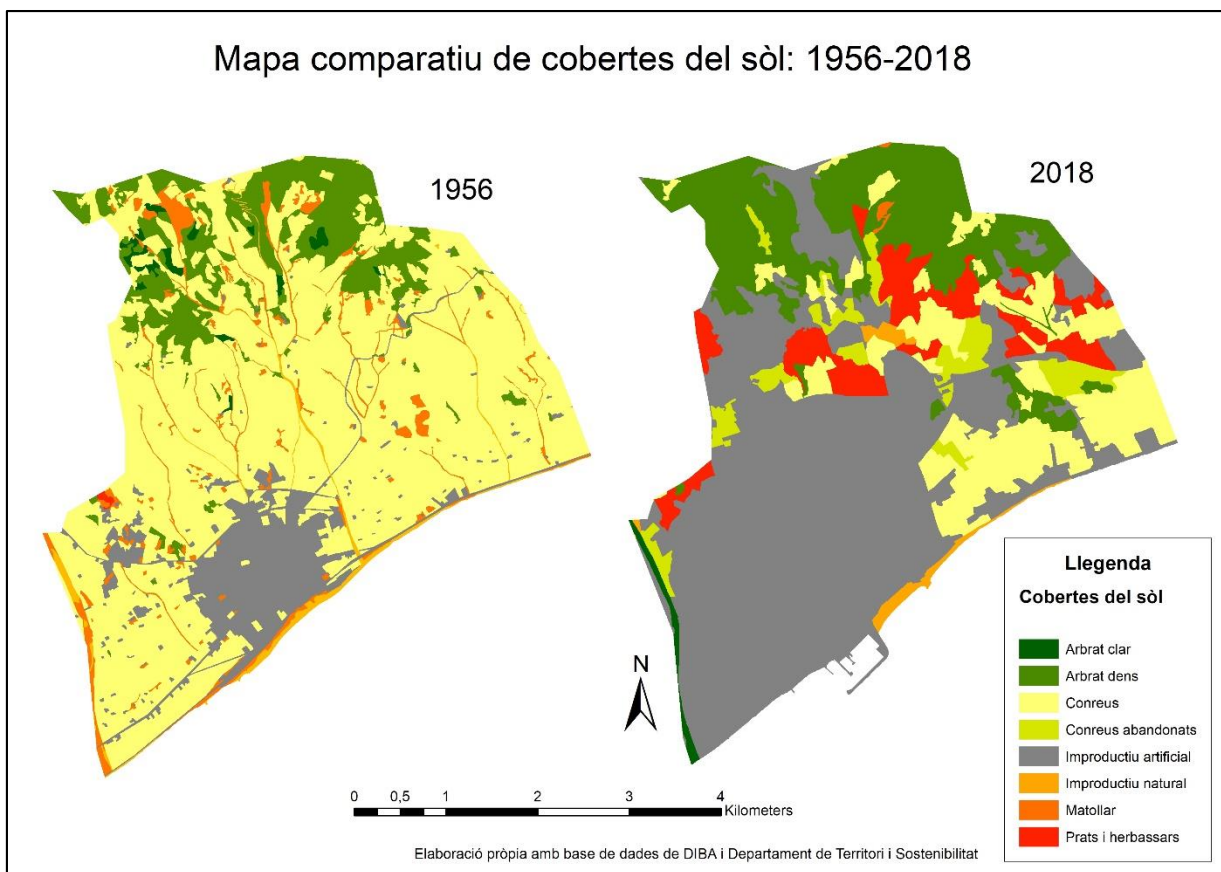 Mapa comparatiu de cobertes del sòl: 1956-2018
1956
2018
N
0 0,5 1 2 3 4
Kilometers
Llegenda
Cobertes del sòl
Arbrat clar
Arbrat dens
Conreus
Conreus abandonats
Improductiu artificial
Improductiu natural
Matollar
Prats i herbassars
Elaboració pròpia amb base de dades de DIBA i Departament de Territori i Sostenibilitat